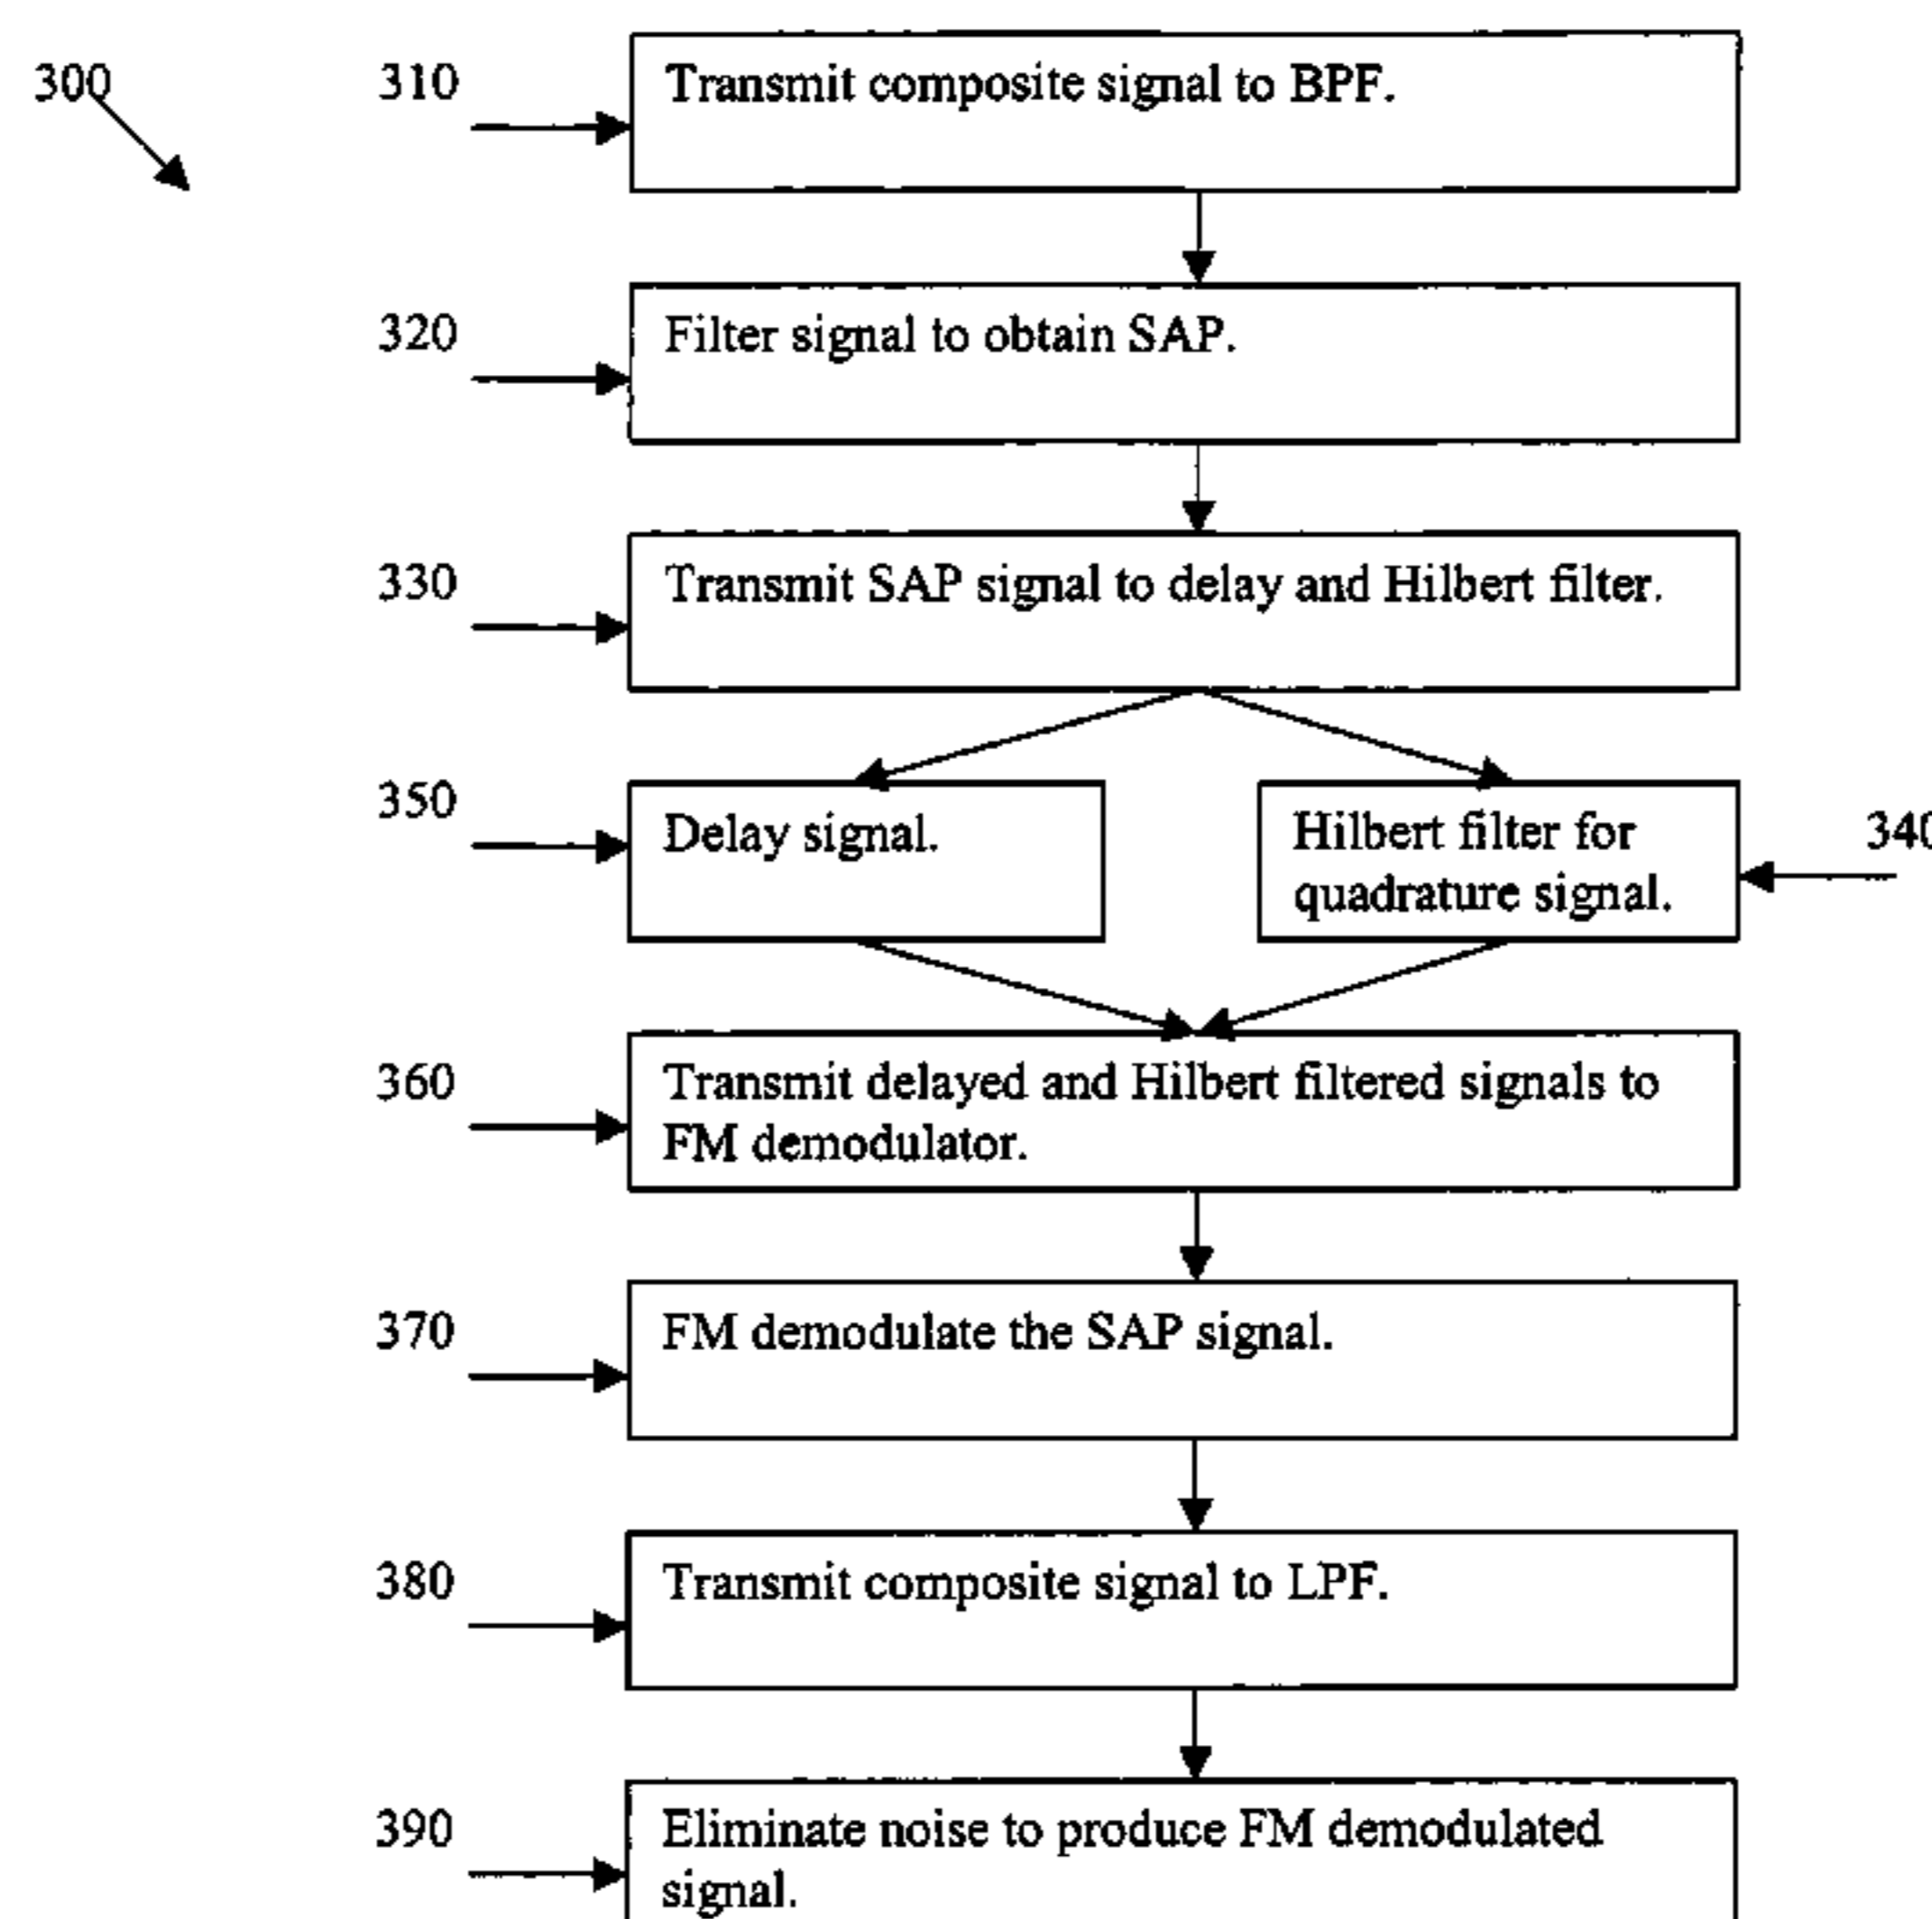 300
310
Transmit composite signal to BPF.
320
Filter signal to obtain SAP.
330
Transmit SAP signal to delay and Hilbert filter.
350
Delay signal.
Hilbert filter for
quadrature signal.
340
360
Transmit delayed and Hilbert filtered signals to
FM demodulator.
370
FM demodulate the SAP signal.
380
Transmit composite signal to LPF.
390
Eliminate noise to produce FM demodulated
signal.